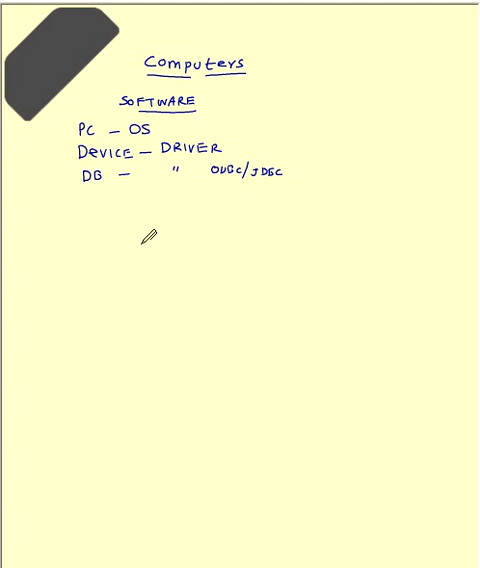 Computers
SOFTWARE
PC - OS
DEVICE - DRIVER
DB - " ODBC/JDBC